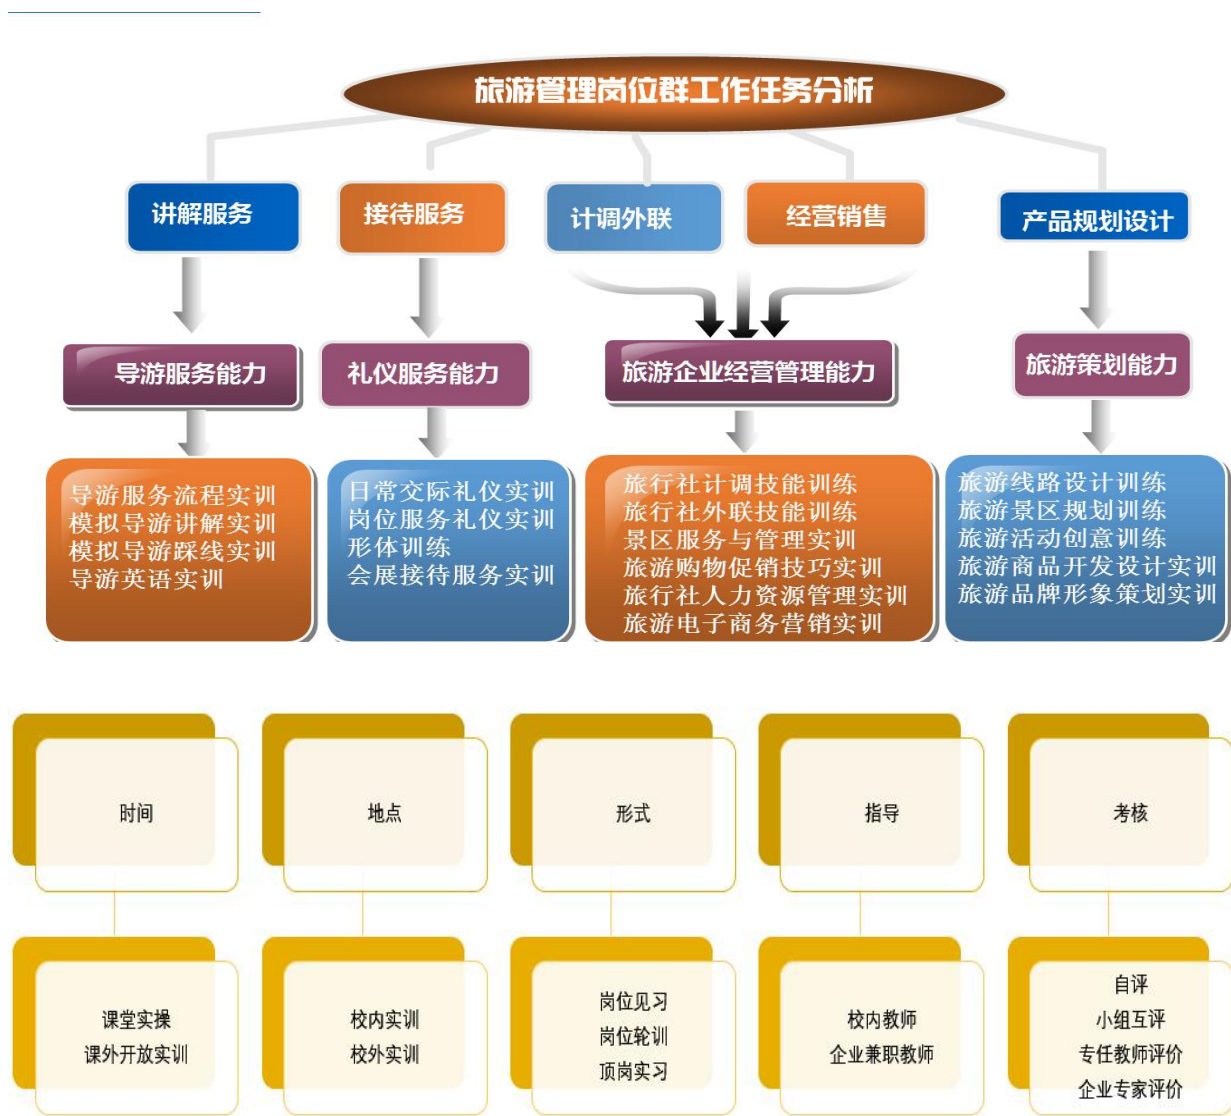 旅游管理岗位群工作任务分析
讲解服务
接待服务
计调外联
经营销售
产品规划设计
导游服务能力
礼仪服务能力
旅游企业经营管理能力
旅游策划能力
导游服务流程实训
模拟导游讲解实训
模拟导游踩线实训
导游英语实训
日常交际礼仪实训
岗位服务礼仪实训
形体训练
会展接待服务实训
旅行社计调技能训练
旅行社外联技能训练
景区服务与管理实训
旅游购物促销技巧实训
旅行社人力资源管理实训
旅游电子商务营销实训
旅游线路设计训练
旅游景区规划训练
旅游活动创意训练
旅游商品开发设计实训
旅游品牌形象策划实训
时间
地点
形式
指导
考核
课堂实操
课外开放实训
校内实训
校外实训
岗位见习
岗位轮训
顶岗实习
校内教师
企业兼职教师
自评
小组互评
专任教师评价
企业专家评价